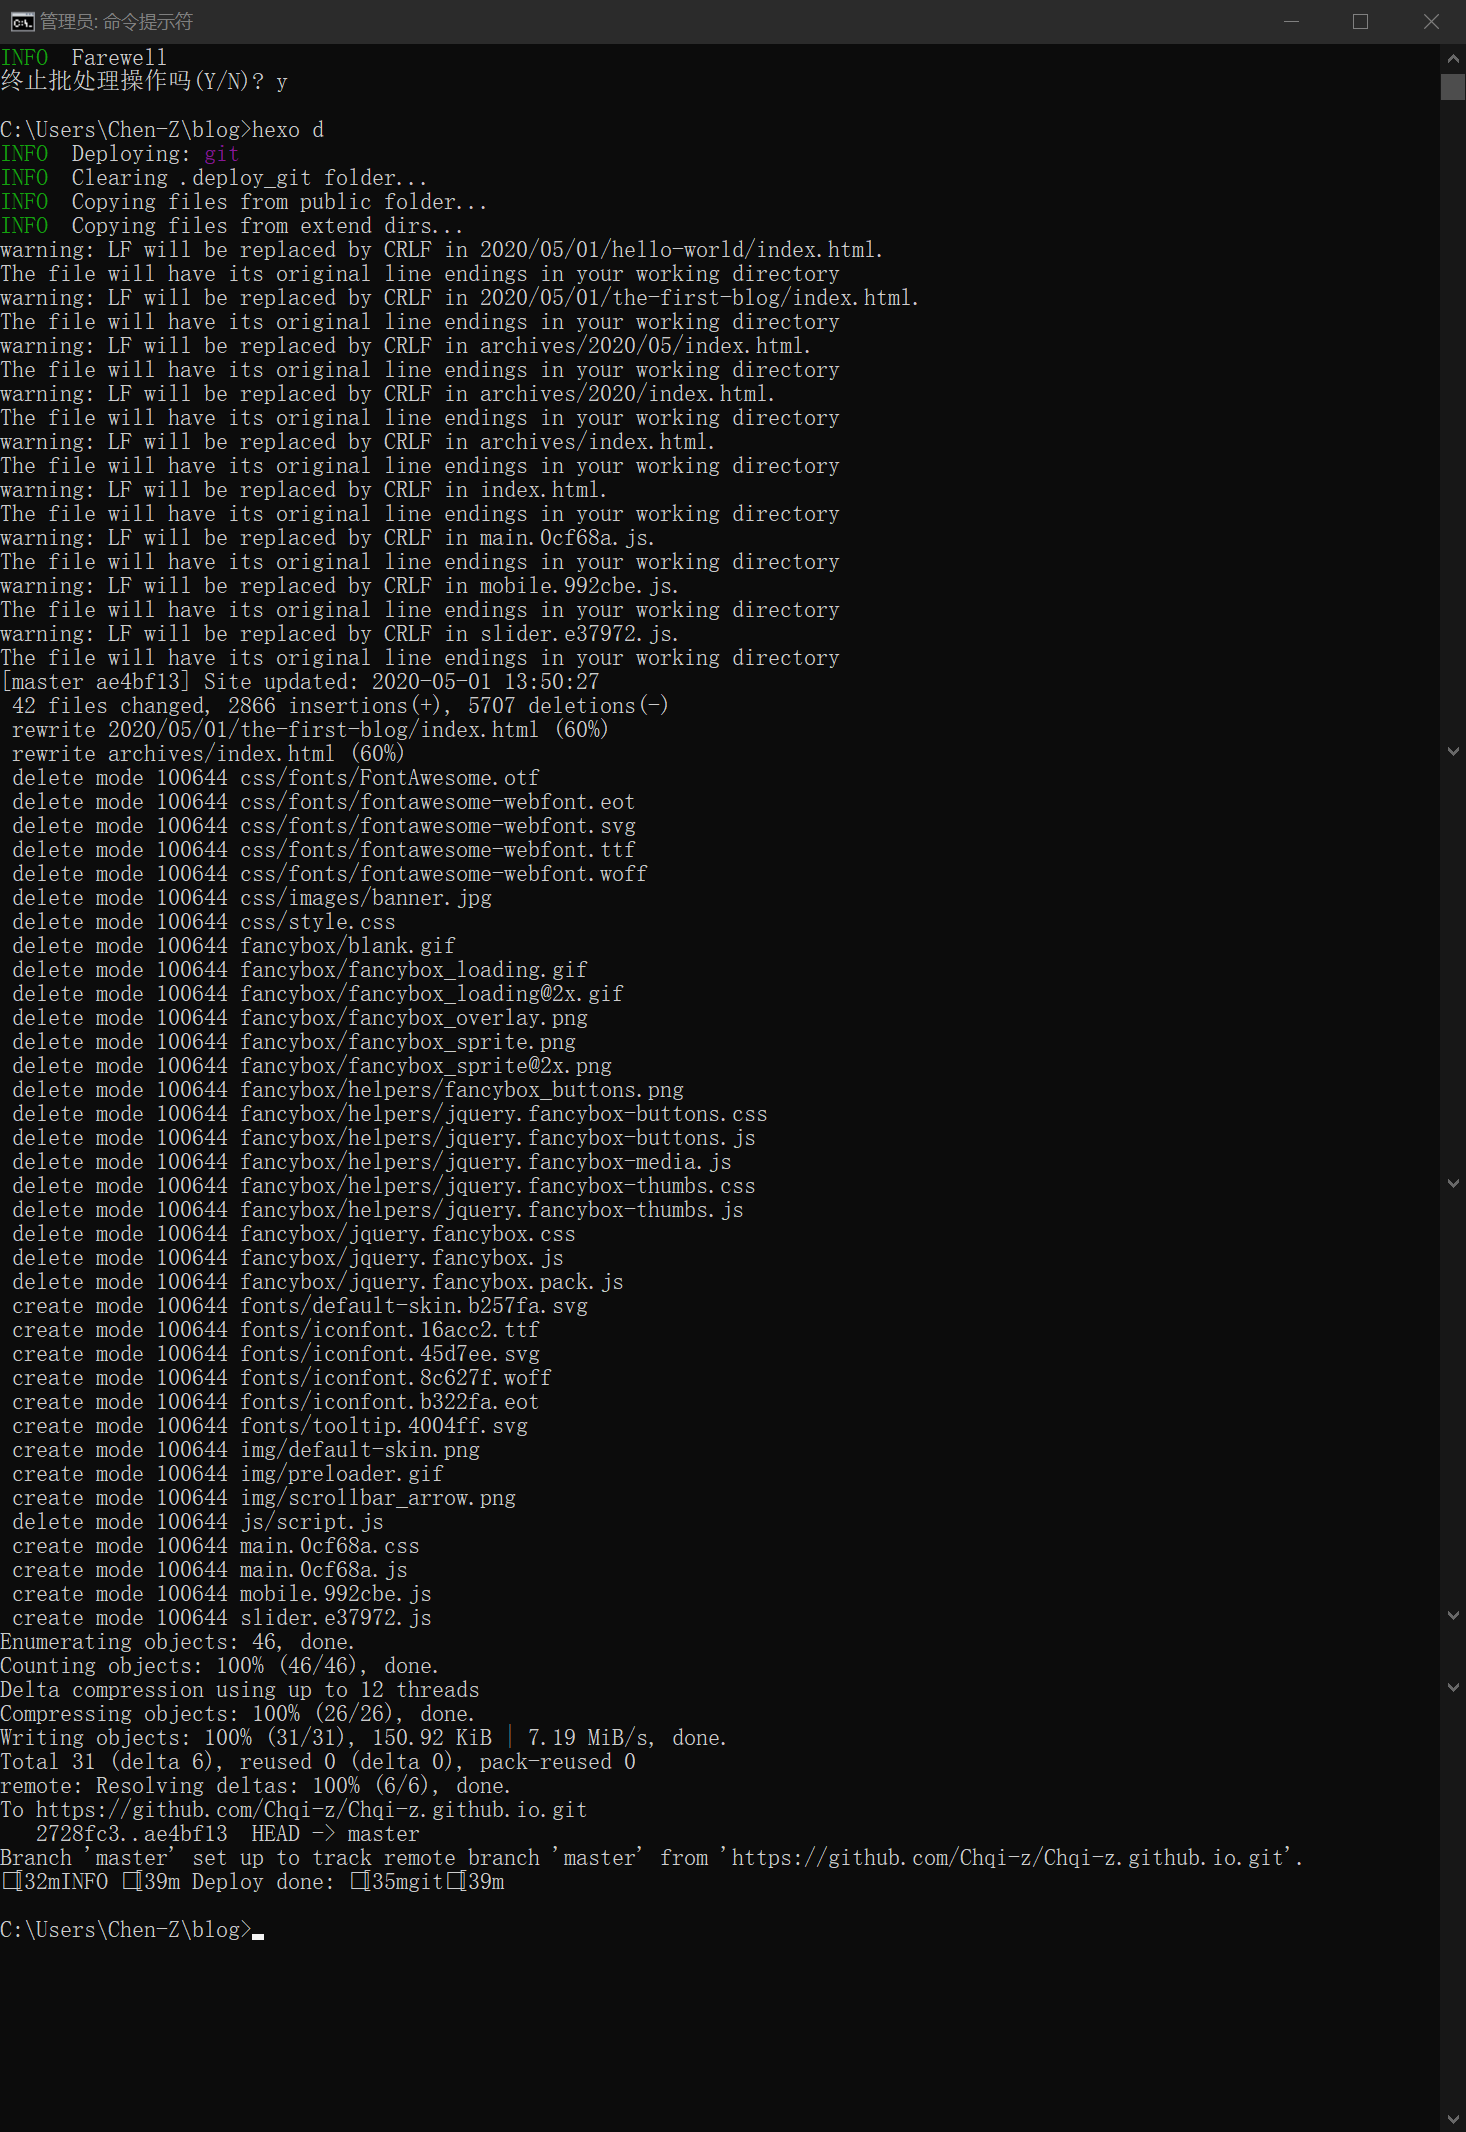 管理员: 命令提示符
INFO  Farewell
终止批处理操作吗(Y/N)? y
C:\Users\Chen-Z\blog>hexo d
INFO  Deploying: git
INFO  Clearing .deploy_git folder...
INFO  Copying files from public folder...
INFO  Copying files from extend dirs...
warning: LF will be replaced by CRLF in 2020/05/01/hello-world/index.html.
The file will have its original line endings in your working directory
warning: LF will be replaced by CRLF in 2020/05/01/the-first-blog/index.html.
The file will have its original line endings in your working directory
warning: LF will be replaced by CRLF in archives/2020/05/index.html.
The file will have its original line endings in your working directory
warning: LF will be replaced by CRLF in archives/2020/index.html.
The file will have its original line endings in your working directory
warning: LF will be replaced by CRLF in archives/index.html.
The file will have its original line endings in your working directory
warning: LF will be replaced by CRLF in index.html.
The file will have its original line endings in your working directory
warning: LF will be replaced by CRLF in main.0cf68a.js.
The file will have its original line endings in your working directory
warning: LF will be replaced by CRLF in mobile.992cbe.js.
The file will have its original line endings in your working directory
warning: LF will be replaced by CRLF in slider.e37972.js.
The file will have its original line endings in your working directory
[master ae4bf13] Site updated: 2020-05-01 13:50:27
 42 files changed, 2866 insertions(+), 5707 deletions(-)
 rewrite 2020/05/01/the-first-blog/index.html (60%)
 rewrite archives/index.html (60%)
 delete mode 100644 css/fonts/FontAwesome.otf
 delete mode 100644 css/fonts/fontawesome-webfont.eot
 delete mode 100644 css/fonts/fontawesome-webfont.svg
 delete mode 100644 css/fonts/fontawesome-webfont.ttf
 delete mode 100644 css/fonts/fontawesome-webfont.woff
 delete mode 100644 css/images/banner.jpg
 delete mode 100644 css/style.css
 delete mode 100644 fancybox/blank.gif
 delete mode 100644 fancybox/fancybox_loading.gif
 delete mode 100644 fancybox/fancybox_loading@2x.gif
 delete mode 100644 fancybox/fancybox_overlay.png
 delete mode 100644 fancybox/fancybox_sprite.png
 delete mode 100644 fancybox/fancybox_sprite@2x.png
 delete mode 100644 fancybox/helpers/fancybox_buttons.png
 delete mode 100644 fancybox/helpers/jquery.fancybox-buttons.css
 delete mode 100644 fancybox/helpers/jquery.fancybox-buttons.js
 delete mode 100644 fancybox/helpers/jquery.fancybox-media.js
 delete mode 100644 fancybox/helpers/jquery.fancybox-thumbs.css
 delete mode 100644 fancybox/helpers/jquery.fancybox-thumbs.js
 delete mode 100644 fancybox/jquery.fancybox.css
 delete mode 100644 fancybox/jquery.fancybox.js
 delete mode 100644 fancybox/jquery.fancybox.pack.js
 create mode 100644 fonts/default-skin.b257fa.svg
 create mode 100644 fonts/iconfont.16acc2.ttf
 create mode 100644 fonts/iconfont.45d7ee.svg
 create mode 100644 fonts/iconfont.8c627f.woff
 create mode 100644 fonts/iconfont.b322fa.eot
 create mode 100644 fonts/tooltip.4004ff.svg
 create mode 100644 img/default-skin.png
 create mode 100644 img/preloader.gif
 create mode 100644 img/scrollbar_arrow.png
 delete mode 100644 js/script.js
 create mode 100644 main.0cf68a.css
 create mode 100644 main.0cf68a.js
 create mode 100644 mobile.992cbe.js
 create mode 100644 slider.e37972.js
Enumerating objects: 46, done.
Counting objects: 100% (46/46), done.
Delta compression using up to 12 threads
Compressing objects: 100% (26/26), done.
Writing objects: 100% (31/31), 150.92 KiB | 7.19 MiB/s, done.
Total 31 (delta 6), reused 0 (delta 0), pack-reused 0
remote: Resolving deltas: 100% (6/6), done.
To https://github.com/Chqi-z/Chqi-z.github.io.git
   2728fc3..ae4bf13  HEAD -> master
Branch 'master' set up to track remote branch 'master' from 'https://github.com/Chqi-z/Chqi-z.github.io.git'.
□[32mINFO □[39m Deploy done: □[35mgit□[39m
C:\Users\Chen-Z\blog>